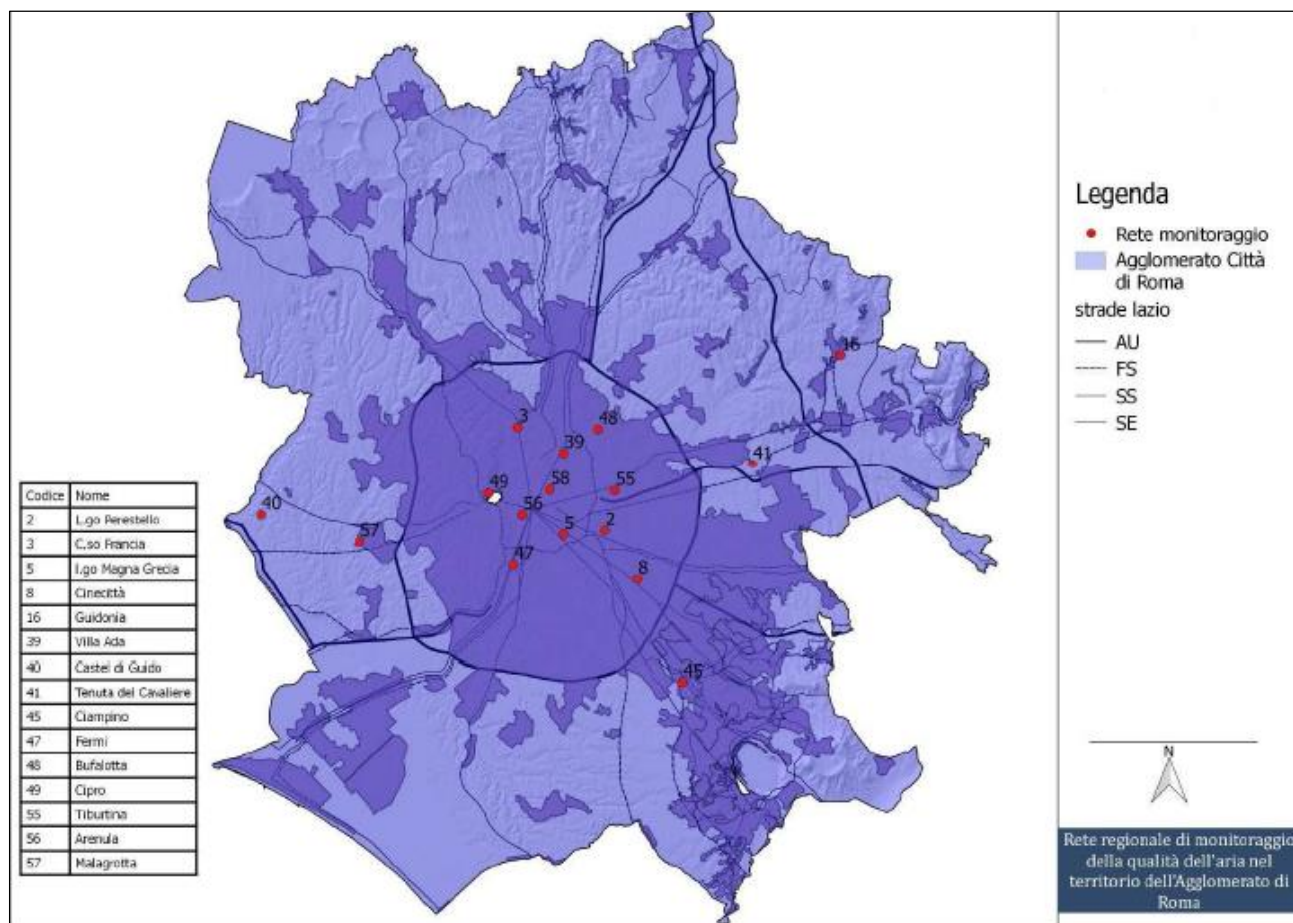 Legenda
Rete monitoraggio
Agglomerato Città
di Roma
strade lazio
AU
FS
SS
SE
16
3
48
39
41
49
58
55
40
56
57
5
2
47
8
45
Codice Nome
2 L.go Perestello
3 C.so Francia
5 l.go Magna Grecia
8 Cinecittà
16 Guidonia
39 Villa Ada
40 Castel di Guido
41 Tenuta del Cavaliere
45 Ciampino
47 Fermi
48 Bufalotta
49 Cipro
55 Tiburtina
56 Arenula
57 Malagrotta
N
Rete regionale di monitoraggio
della qualità dell'aria nel
territorio dell'Agglomerato di
Roma